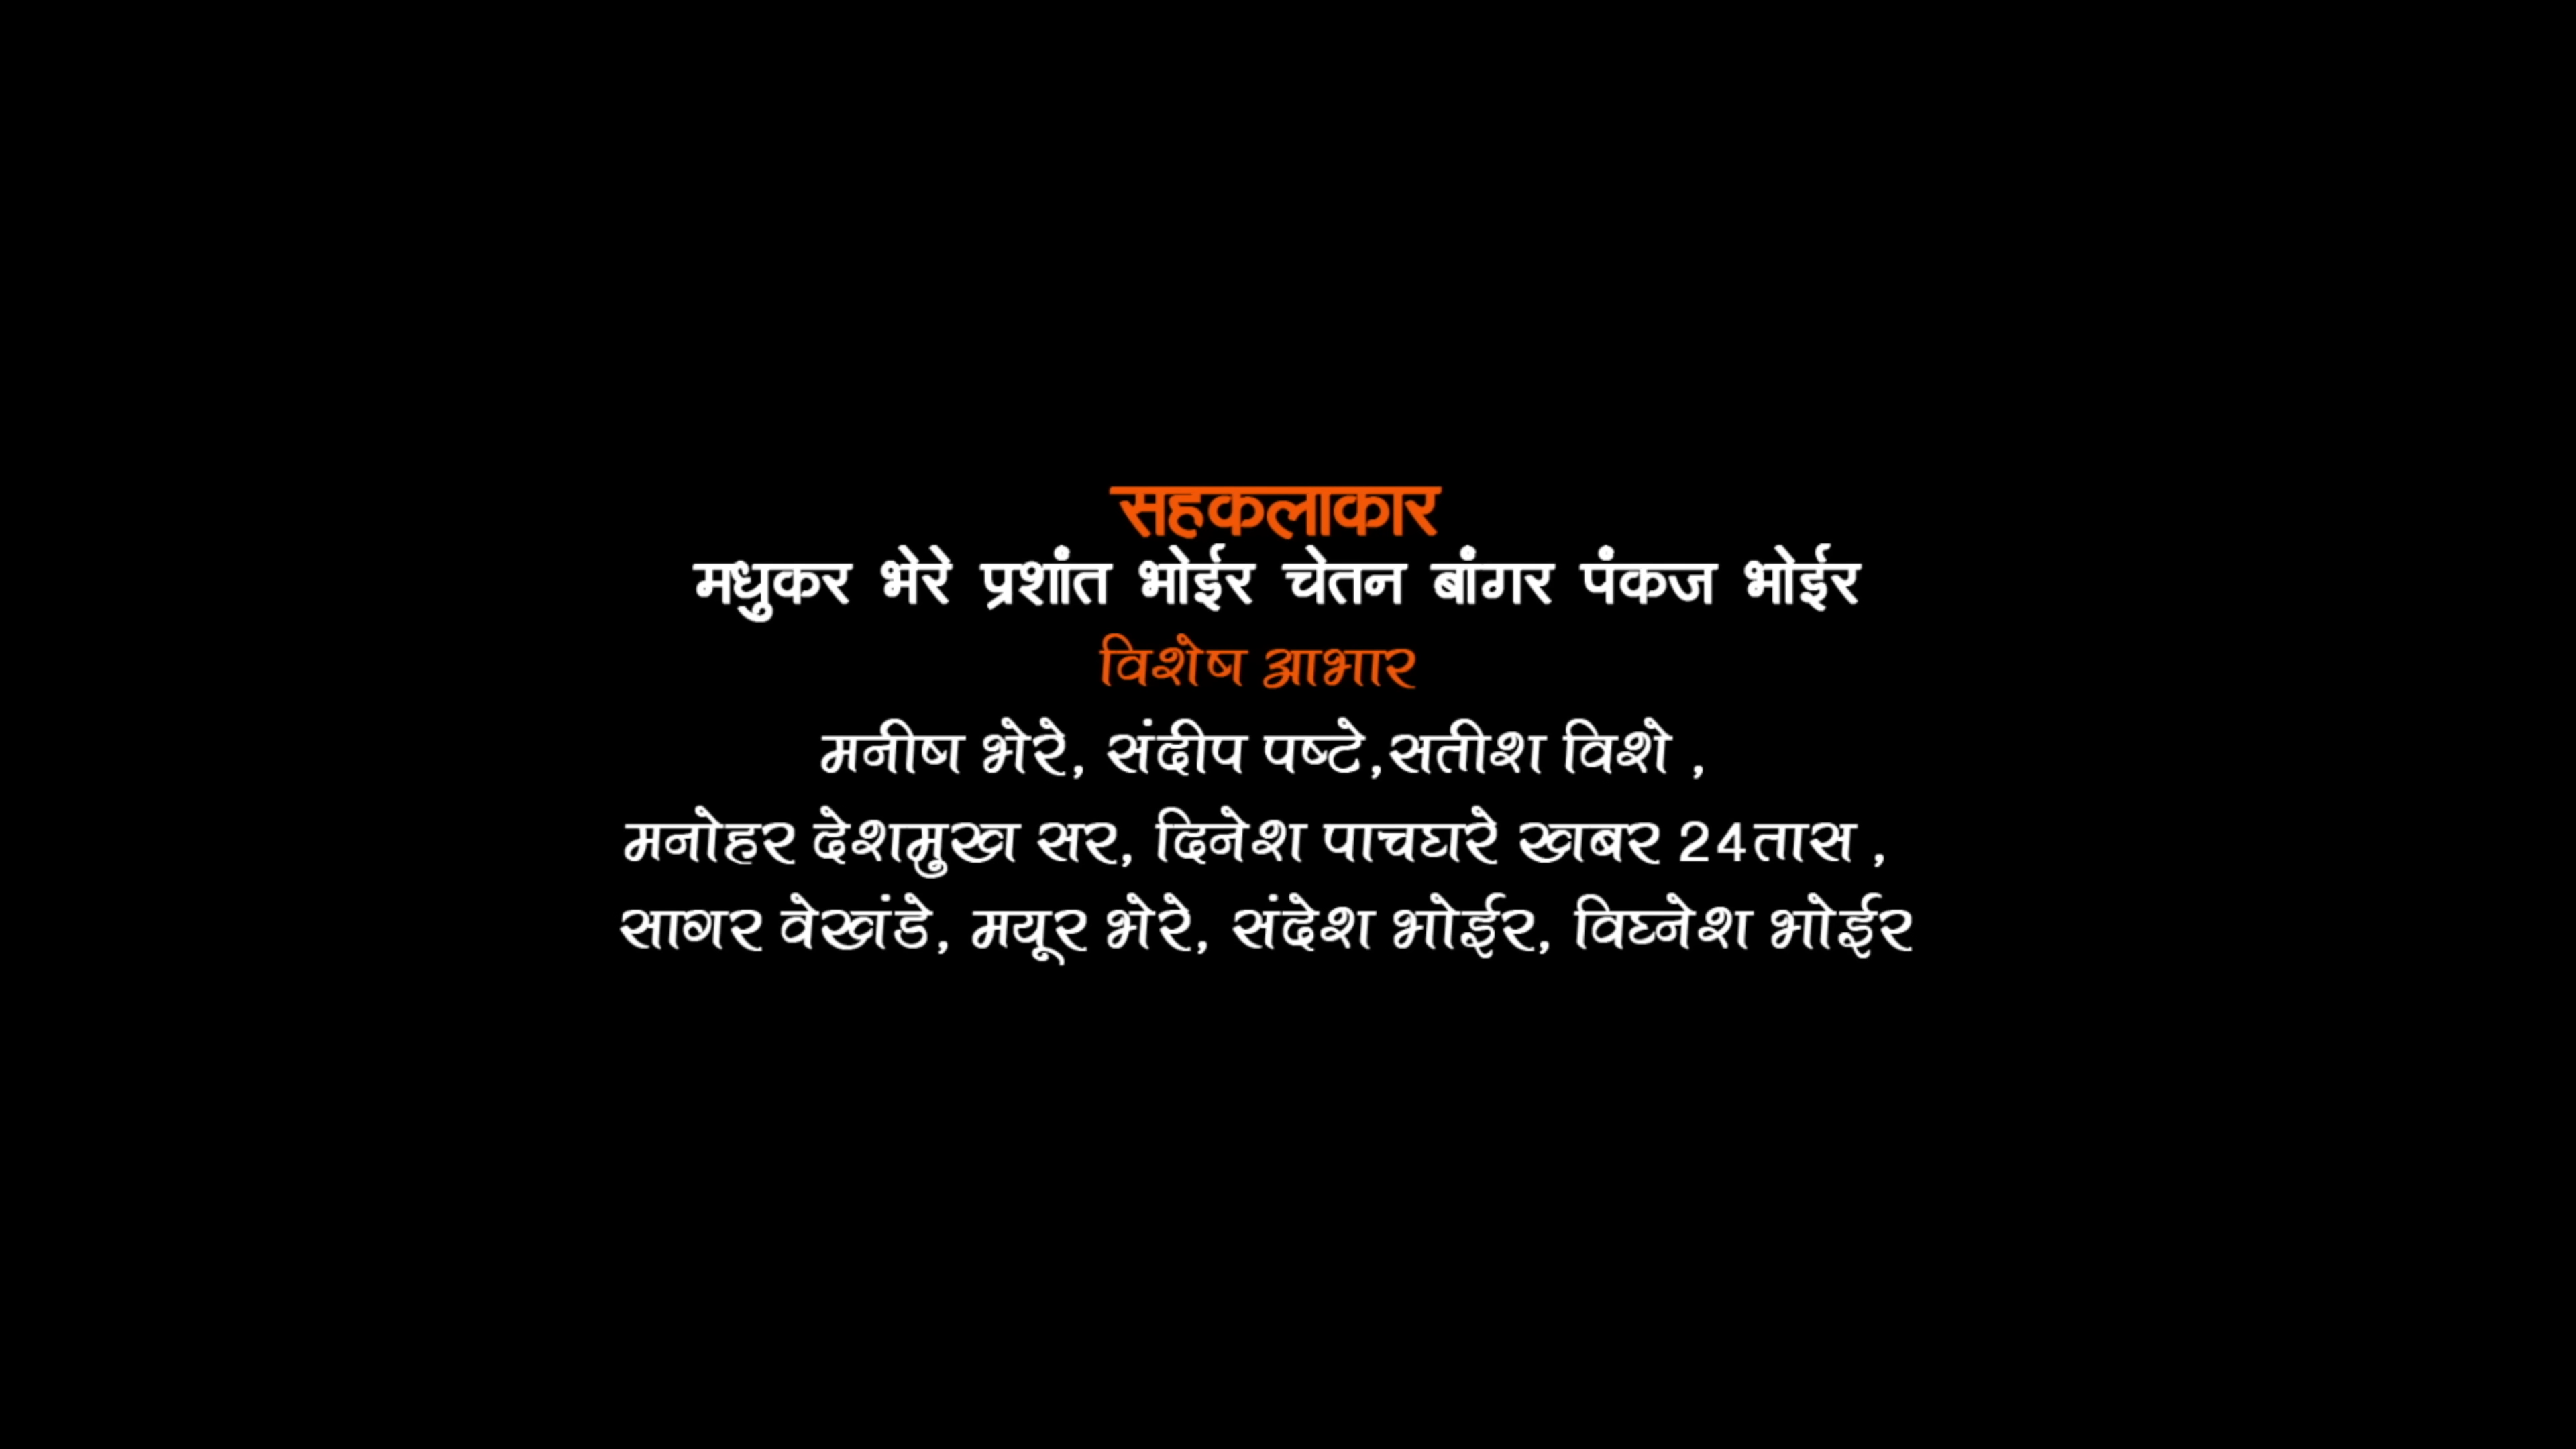 सहकलाकार
मधुकर भेरे प्रशांत भोईर चेतन बांगर पंकज भोईर
विशेष आभार
मनीष भेरे, संदीप पष्टे,सतीश विशे ,
मनोहर देशमुख सर, दिनेश पाचघरे खबर 24तास ,
सागर वेखंडे, मयूर भेरे, संदेश भोईर, विघ्नेश भोईर